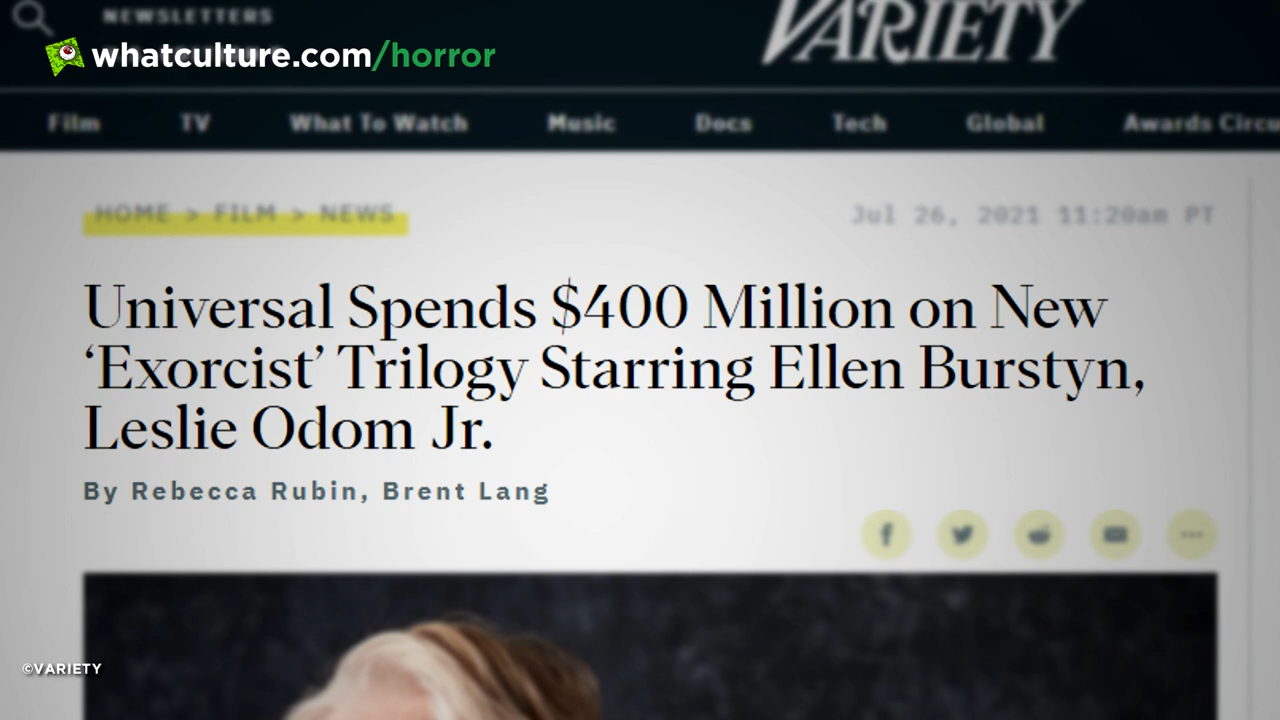 NEWSLETTERS
VARIETY
whatculture.com/horror
Film TV What To Watch Music Docs Tech Global Awards Circu
HOME > FILM > NEWS
Jul 26, 2021 11:20am PT
Universal Spends $400 Million on New
‘Exorcist’ Trilogy Starring Ellen Burstyn,
Leslie Odom Jr.
By Rebecca Rubin, Brent Lang
©VARIETY